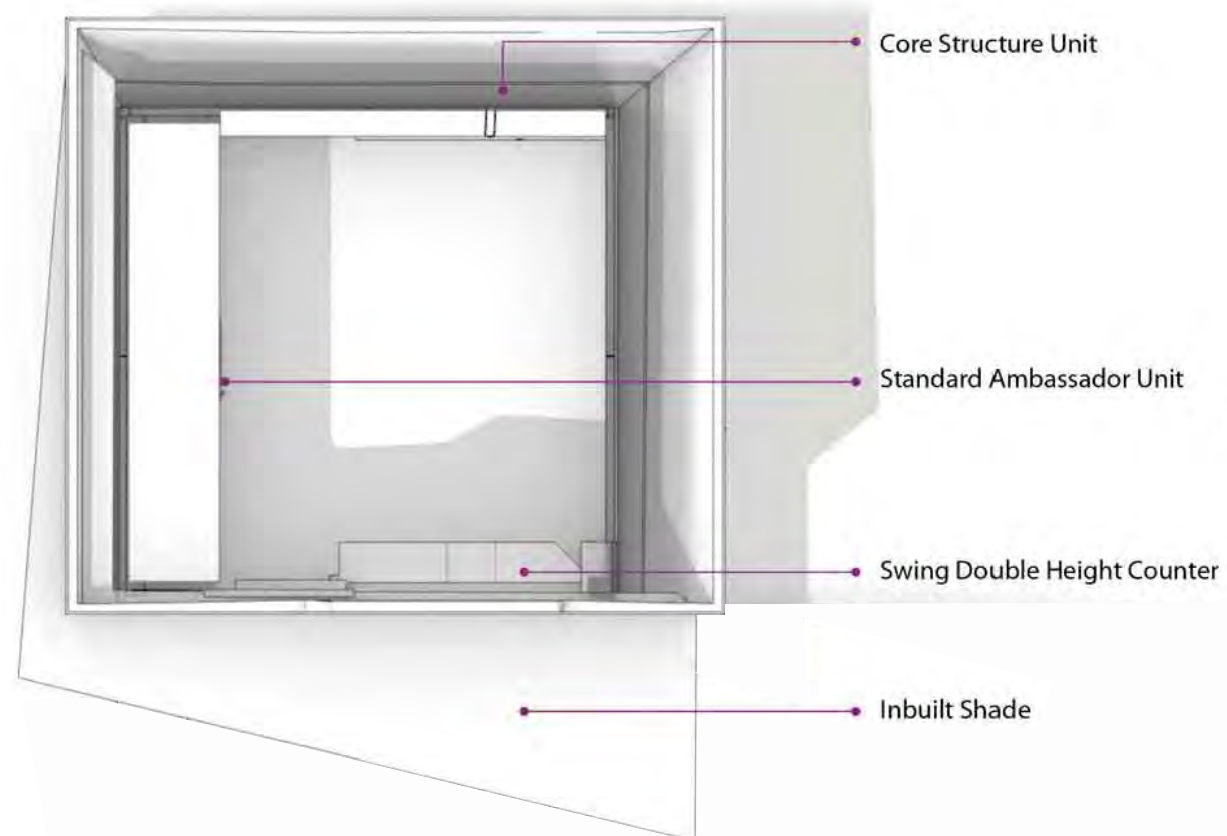 Core Structure Unit
Standard Ambassador Unit
Swing Double Height Counter
Inbuilt Shade